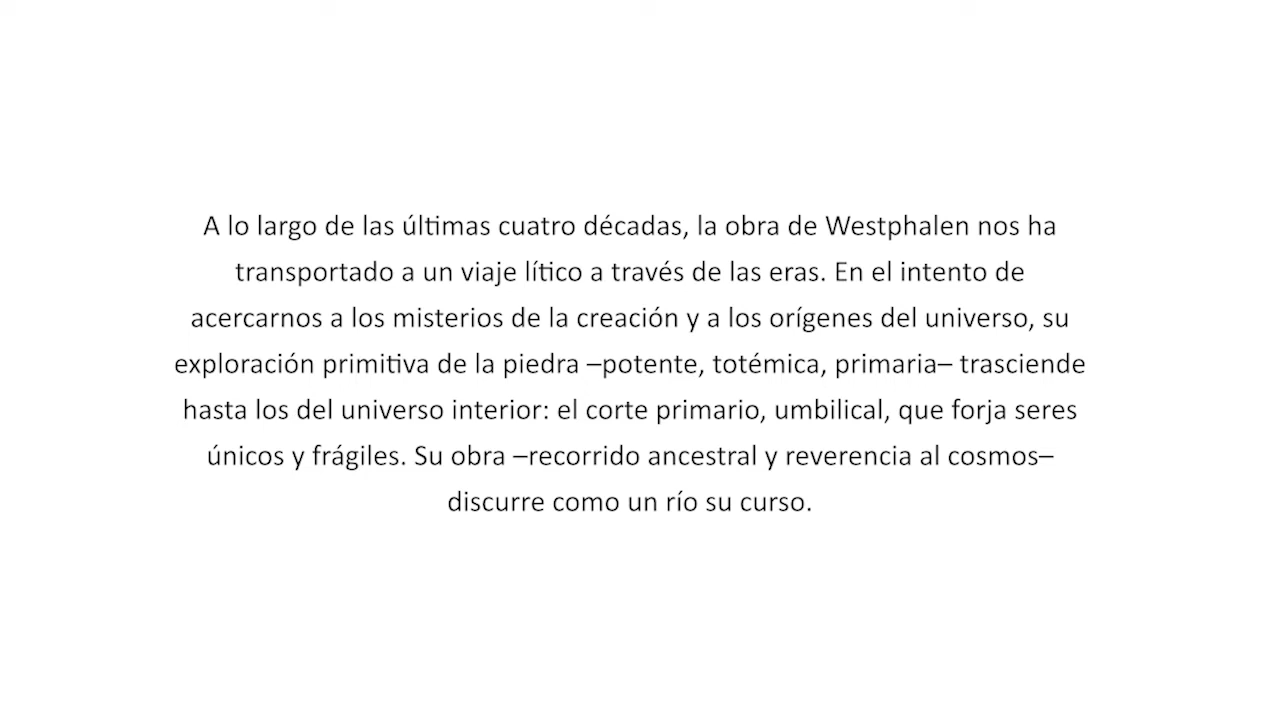 A lo largo de las últimas cuatro décadas, la obra de Westphalen nos ha
transportado a un viaje lítico a través de las eras. En el intento de
acercarnos a los misterios de la creación y a los orígenes del universo, su
exploración primitiva de la piedra –potente, totémica, primaria– trasciende
hasta los del universo interior: el corte primario, umbilical, que forja seres
únicos y frágiles. Su obra –recorrido ancestral y reverencia al cosmos–
discurre como un río su curso.